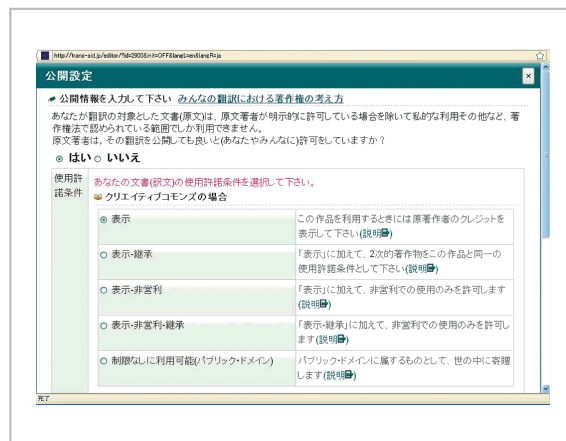 http://trans-aid.jp/editor/?id=2900&init=OFF&langL=en&langR=ja
公開設定
×
公開情報を入力して下さい みんなの翻訳における著作権の考え方
あなたが翻訳の対象とした文書(原文)は、原文著者が明示的に許可している場合を除いて私的な利用その他など、著
作権法で認められている範囲でしか利用できません。
原文著者は、その翻訳を公開しても良いと(あなたやみんなに)許可をしていますか？
はい いいえ
使用許
諾条件
あなたの文書(訳文)の使用許諾条件を選択して下さい。
クリエイティブコモンズの場合
表示
この作品を利用するときには原著作者のクレジットを
表示して下さい(説明)
表示-継承
「表示」に加えて、2次的著作物をこの作品と同一の
使用許諾条件として下さい(説明)
表示-非営利
「表示」に加えて、非営利での使用のみを許可します
(説明)
表示-非営利-継承
「表示-継承」に加えて、非営利での使用のみを許可し
ます(説明)
制限なしに利用可能(パブリック・ドメイン)
パブリック・ドメインに属するものとして、世の中に寄贈
します(説明)
完了